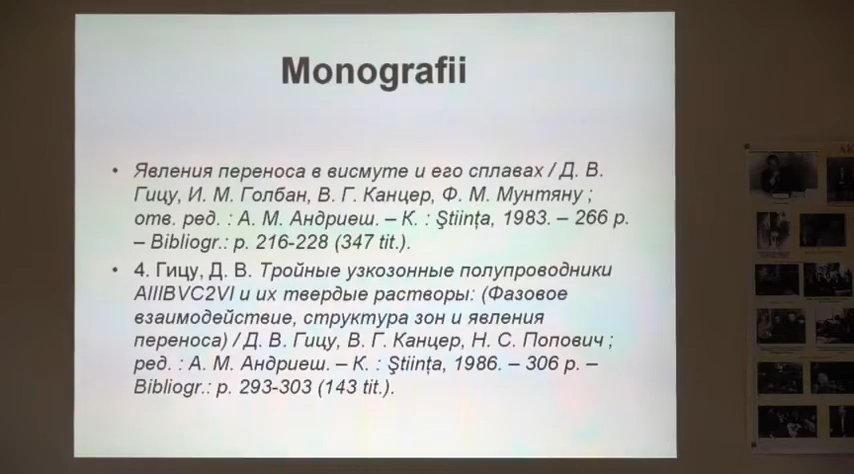 Monografii
• Явления переноса в висмуте и его сплавах / Д. В.
Гицу, И. М. Голбан, В. Г. Канцер, Ф. М. Мунтяну ;
отв. ред. : А. М. Андриеш. – К. : Ştiinţa, 1983. – 266 p.
– Bibliogr.: p. 216-228 (347 tit.).
• 4. Гицу, Д. В. Тройные узкозонные полупроводники
AIIIBVC2VI и их твердые растворы: (Фазовое
взаимодействие, структура зон и явления
переноса) / Д. В. Гицу, В. Г. Канцер, Н. С. Попович ;
ред. : А. М. Андриеш. – К. : Ştiinţa, 1986. – 306 p. –
Bibliogr.: p. 293-303 (143 tit.).